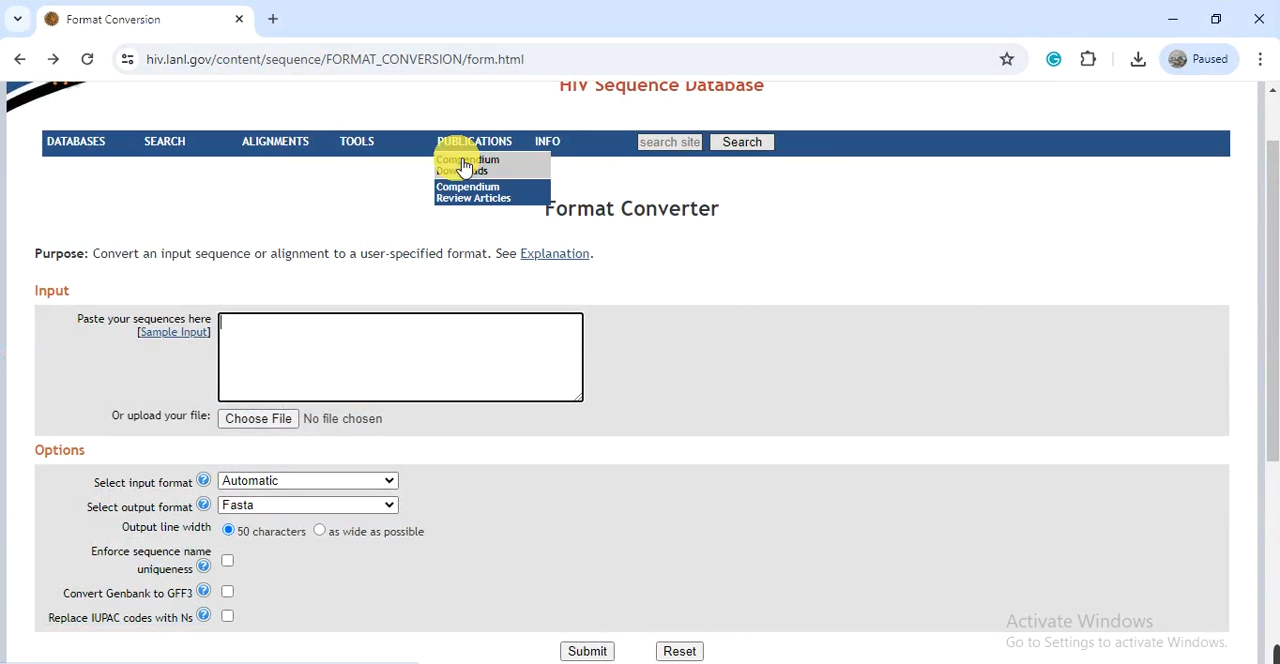 Format Conversion
hiv.lanl.gov/content/sequence/FORMAT_CONVERSION/form.html
Paused
HIV Sequence Database
DATABASES SEARCH ALIGNMENTS TOOLS PUBLICATIONS INFO search site Search
Compendium
Downloads
Compendium
Review Articles
Format Converter
Purpose: Convert an input sequence or alignment to a user-specified format. See Explanation.
Input
Paste your sequences here
[Sample Input]
Or upload your file: Choose File No file chosen
Options
Select input format ? Automatic
Select output format ? Fasta
Output line width 50 characters as wide as possible
Enforce sequence name
uniqueness ?
Convert Genbank to GFF3 ?
Replace IUPAC codes with Ns ?
Submit Reset
Activate Windows
Go to Settings to activate Windows.